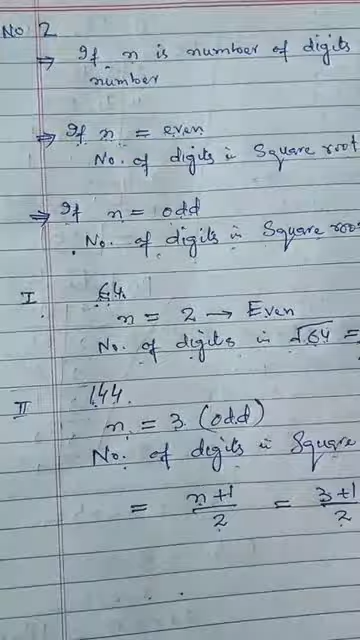 No 2
⇒ If n is number of digits
number
⇒ If n = even
No. of digits in Square root
⇒ If n = odd
No. of digits in Square root
I 64
n = 2 → Even
No. of digits in √64 =
II 144
n = 3 (odd)
No. of digits in Square
= n+1/2 = 3+1/2